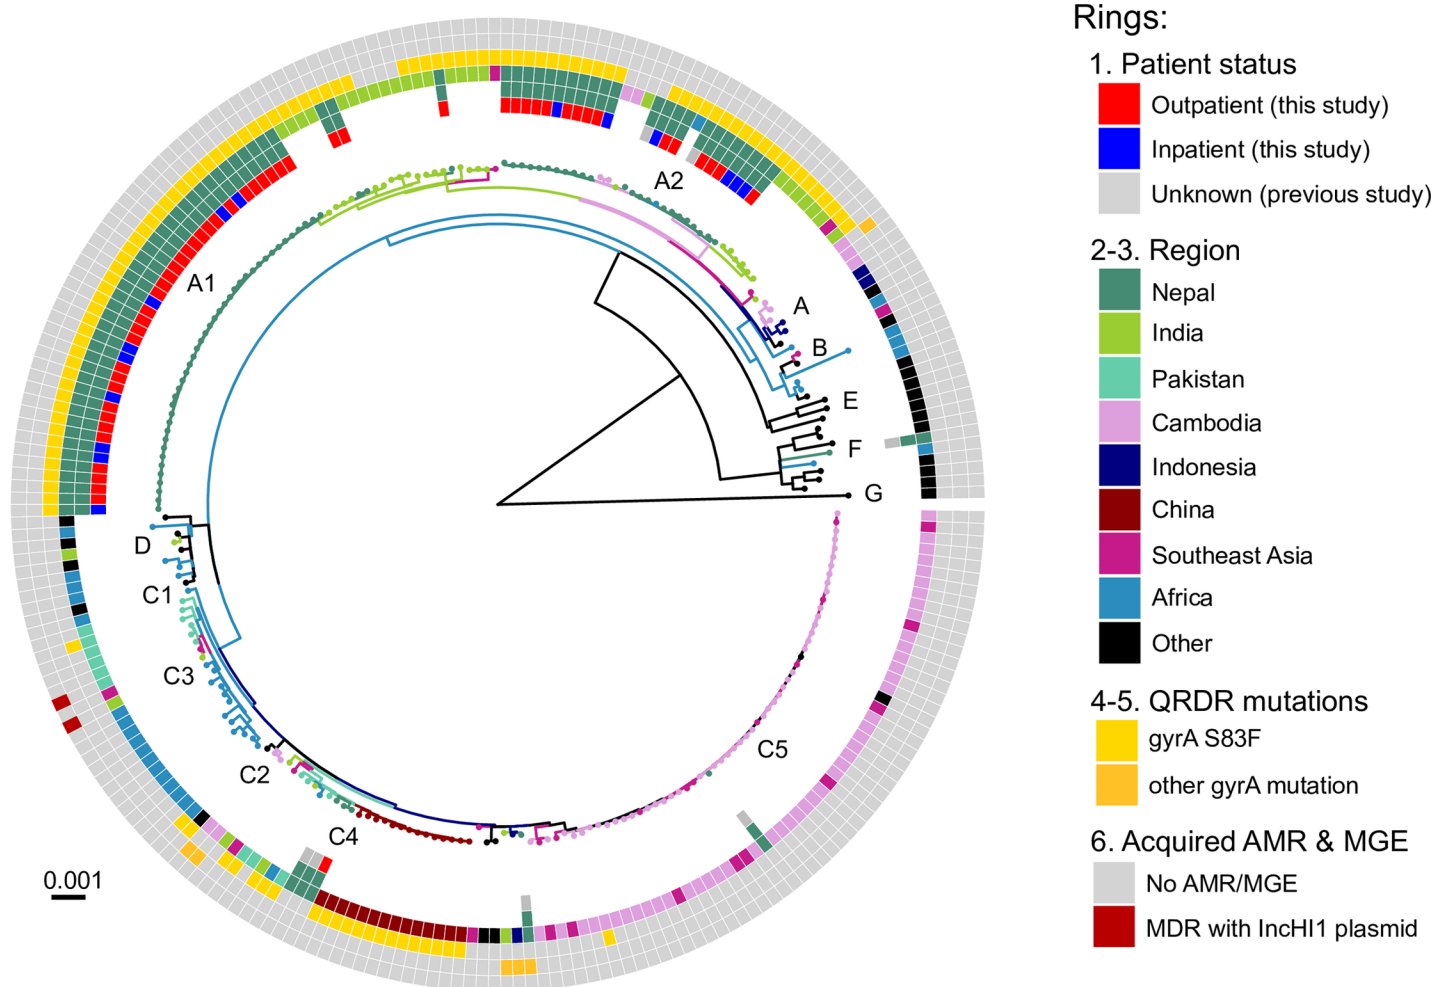 Rings:
1. Patient status
Outpatient (this study)
Inpatient (this study)
Unknown (previous study)
2-3. Region
Nepal
India
Pakistan
Cambodia
Indonesia
China
Southeast Asia
Africa
Other
4-5. QRDR mutations
gyrA S83F
other gyrA mutation
6. Acquired AMR & MGE
No AMR/MGE
MDR with IncHI1 plasmid
A2
A1
A
B
E
F
G
D
C1
C3
C2
C4
C5
0.001